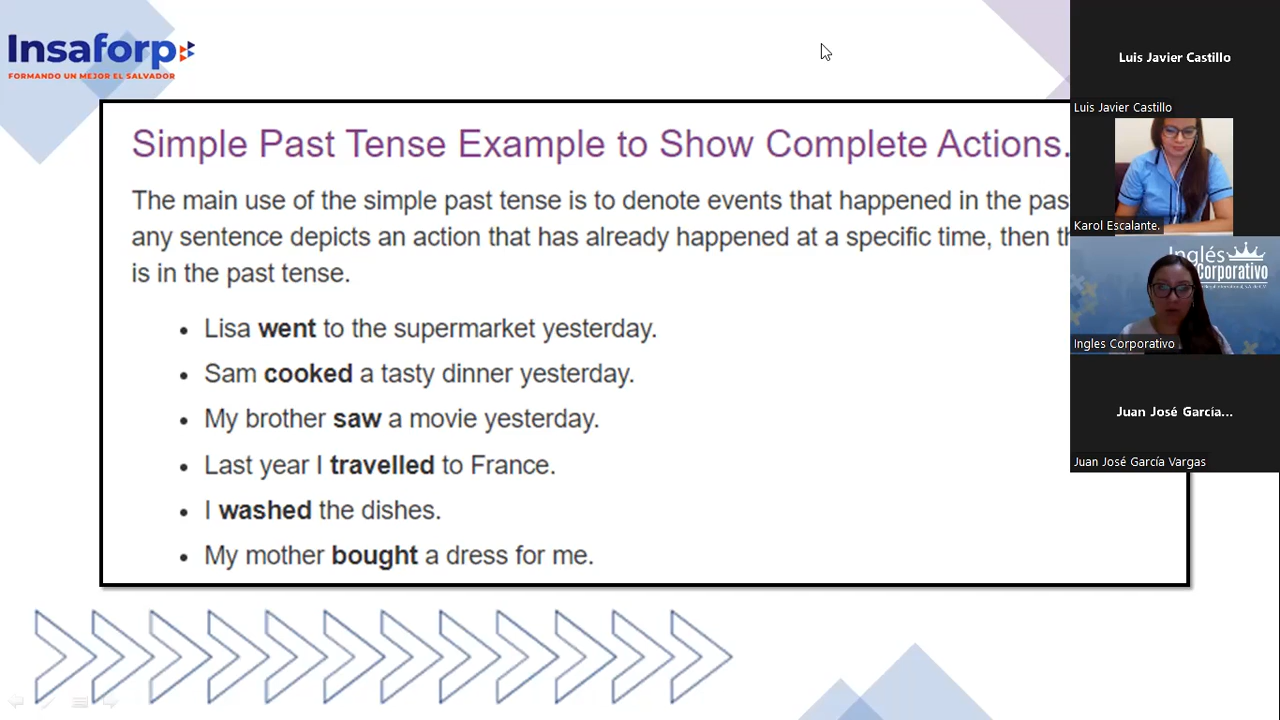 Insaforp
FORMANDO UN MEJOR EL SALVADOR
Simple Past Tense Example to Show Complete Actions.
The main use of the simple past tense is to denote events that happened in the
any sentence depicts an action that has already happened at a specific time, then
is in the past tense.
• Lisa went to the supermarket yesterday.
• Sam cooked a tasty dinner yesterday.
• My brother saw a movie yesterday.
• Last year I travelled to France.
• I washed the dishes.
• My mother bought a dress for me.
Luis Javier Castillo
Luis Javier Castillo
Karol Escalante.
Inglés
Corporativo
Ingles Corporativo
Juan José García...
Juan José García Vargas